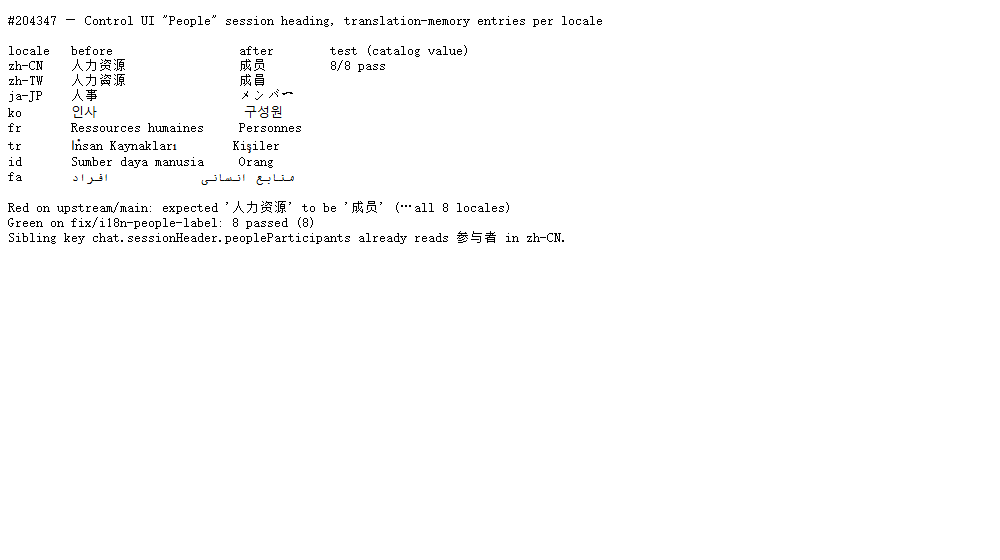 #204347 — Control UI "People" session heading, translation-memory entries per locale
locale before after test (catalog value)
zh-CN 人力资源 成员 8/8 pass
zh-TW 人力資源 成員
ja-JP 人事 メンバー
ko 인사 구성원
fr Ressources humaines Personnes
tr İnsan Kaynakları Kişiler
id Sumber daya manusia Orang
fa افراد منابع انسانی
Red on upstream/main: expected '人力资源' to be '成员' (…all 8 locales)
Green on fix/i18n-people-label: 8 passed (8)
Sibling key chat.sessionHeader.peopleParticipants already reads 参与者 in zh-CN.